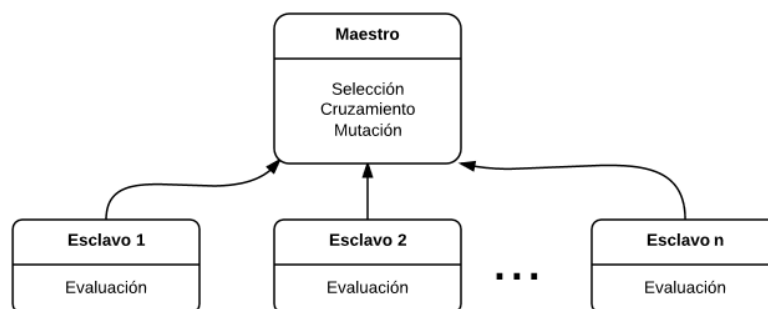 Maestro
Selección
Cruzamiento
Mutación
Esclavo 1
Evaluación
Esclavo 2
Evaluación
...
Esclavo n
Evaluación